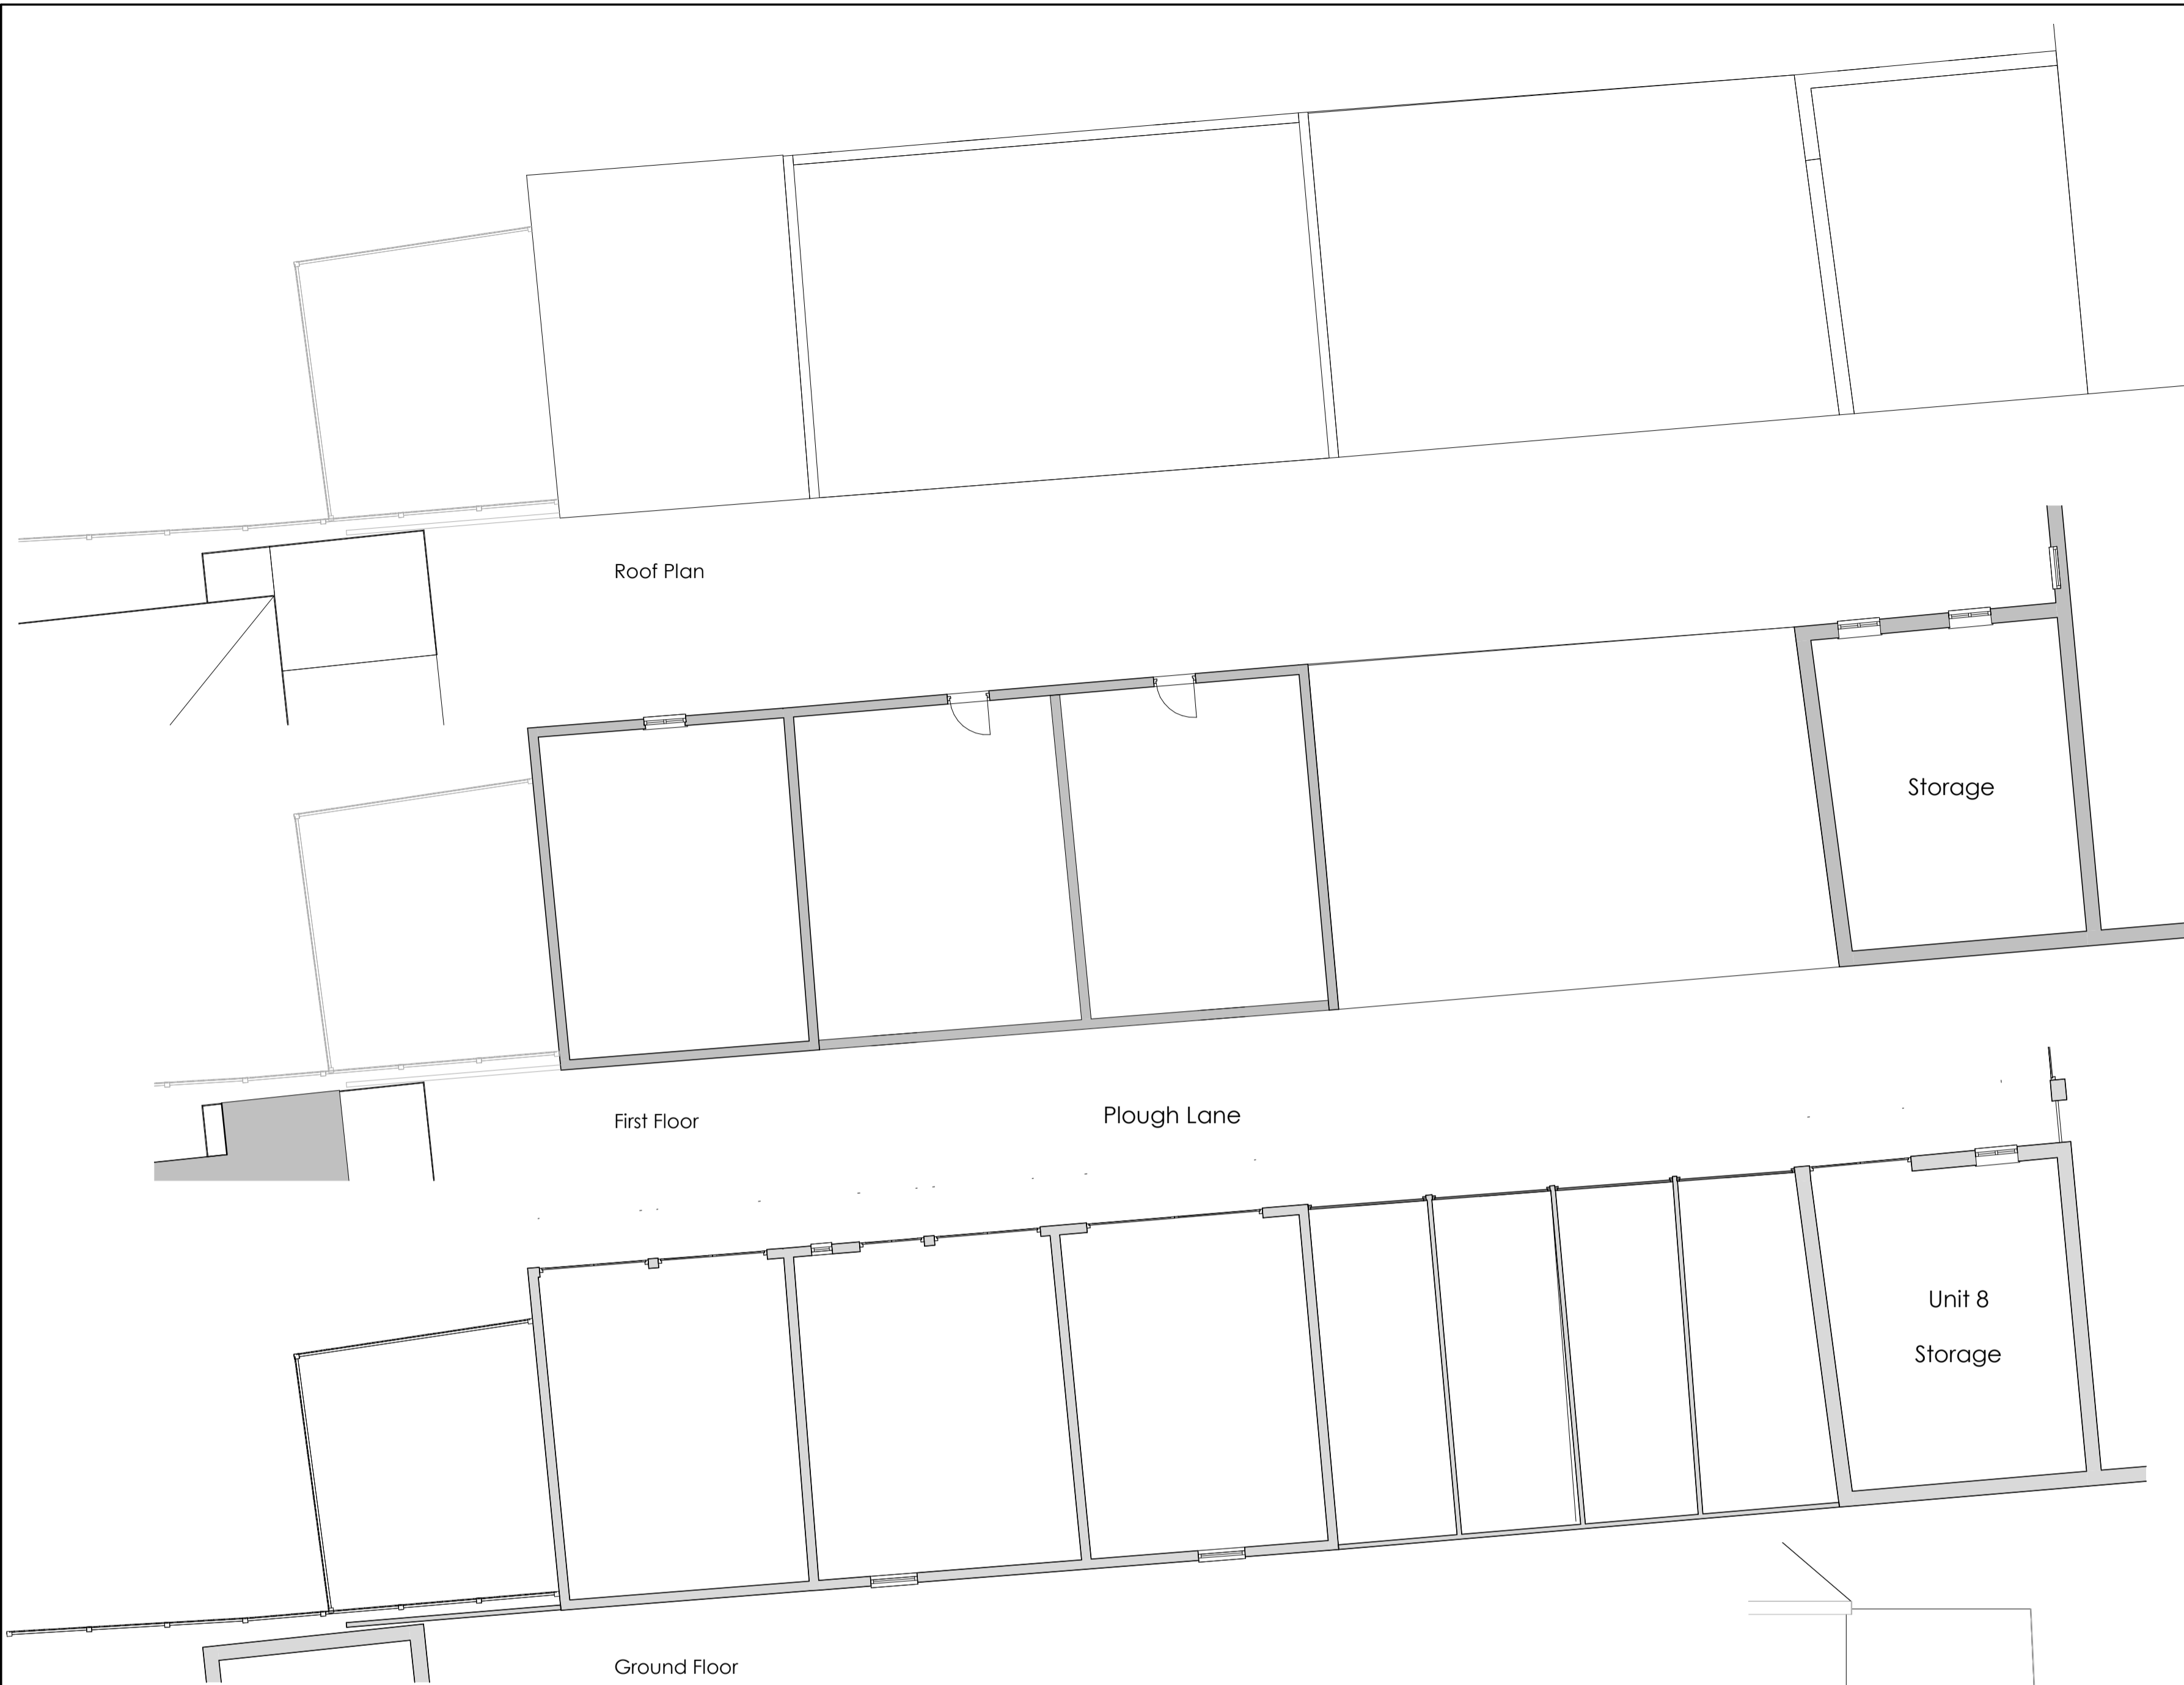 Roof Plan
Storage
First Floor
Plough Lane
Unit 8
Storage
Ground Floor